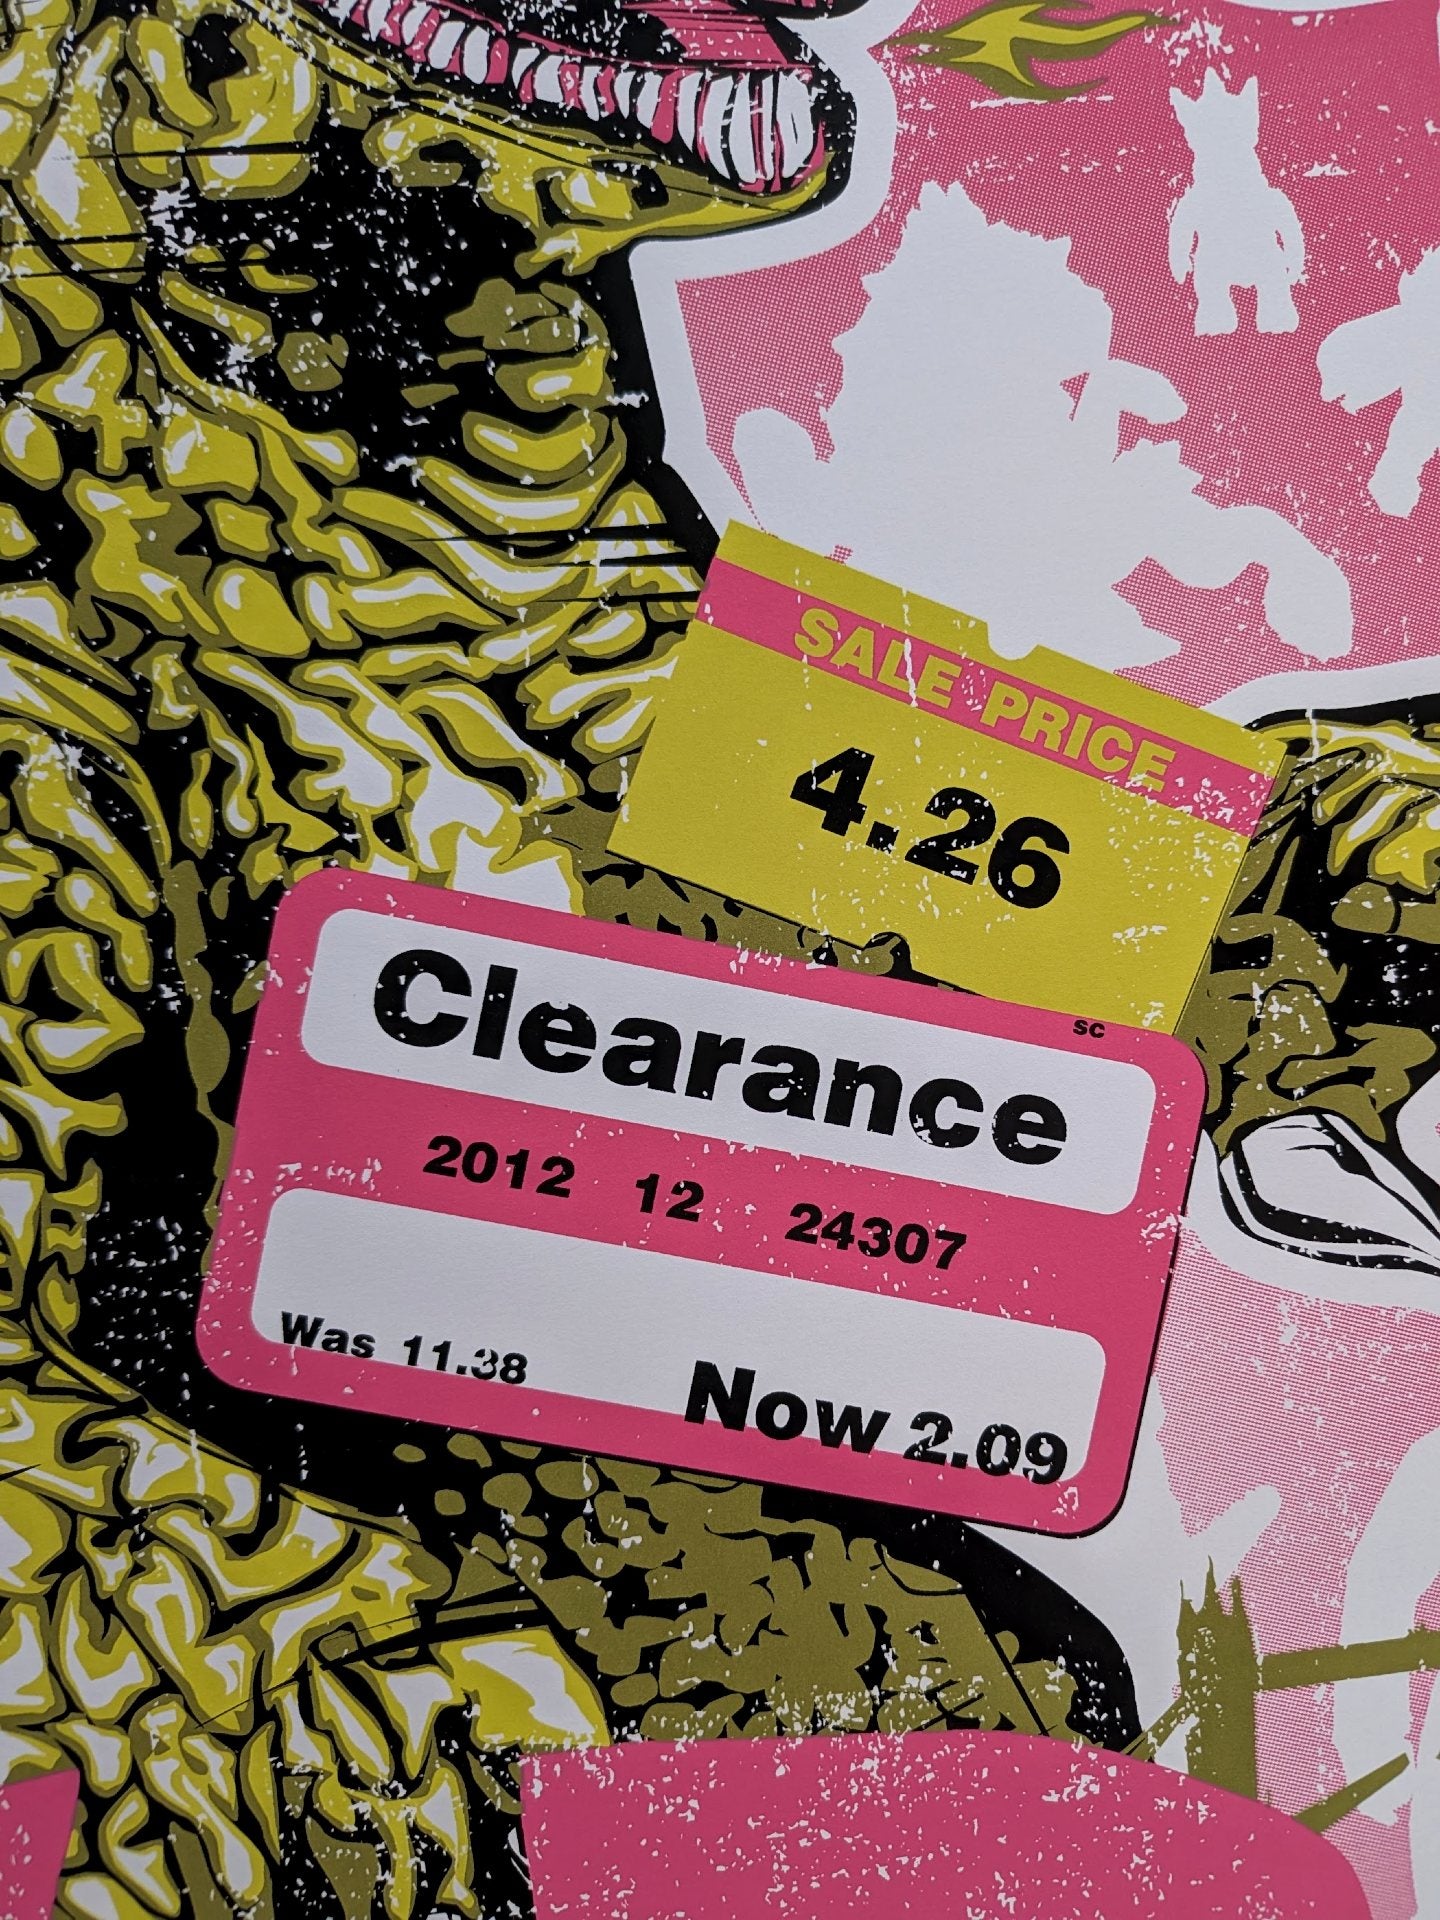 SALE PRICE
4.26
sc
Clearance
2012 12 24307
Was 11.38
Now 2.09